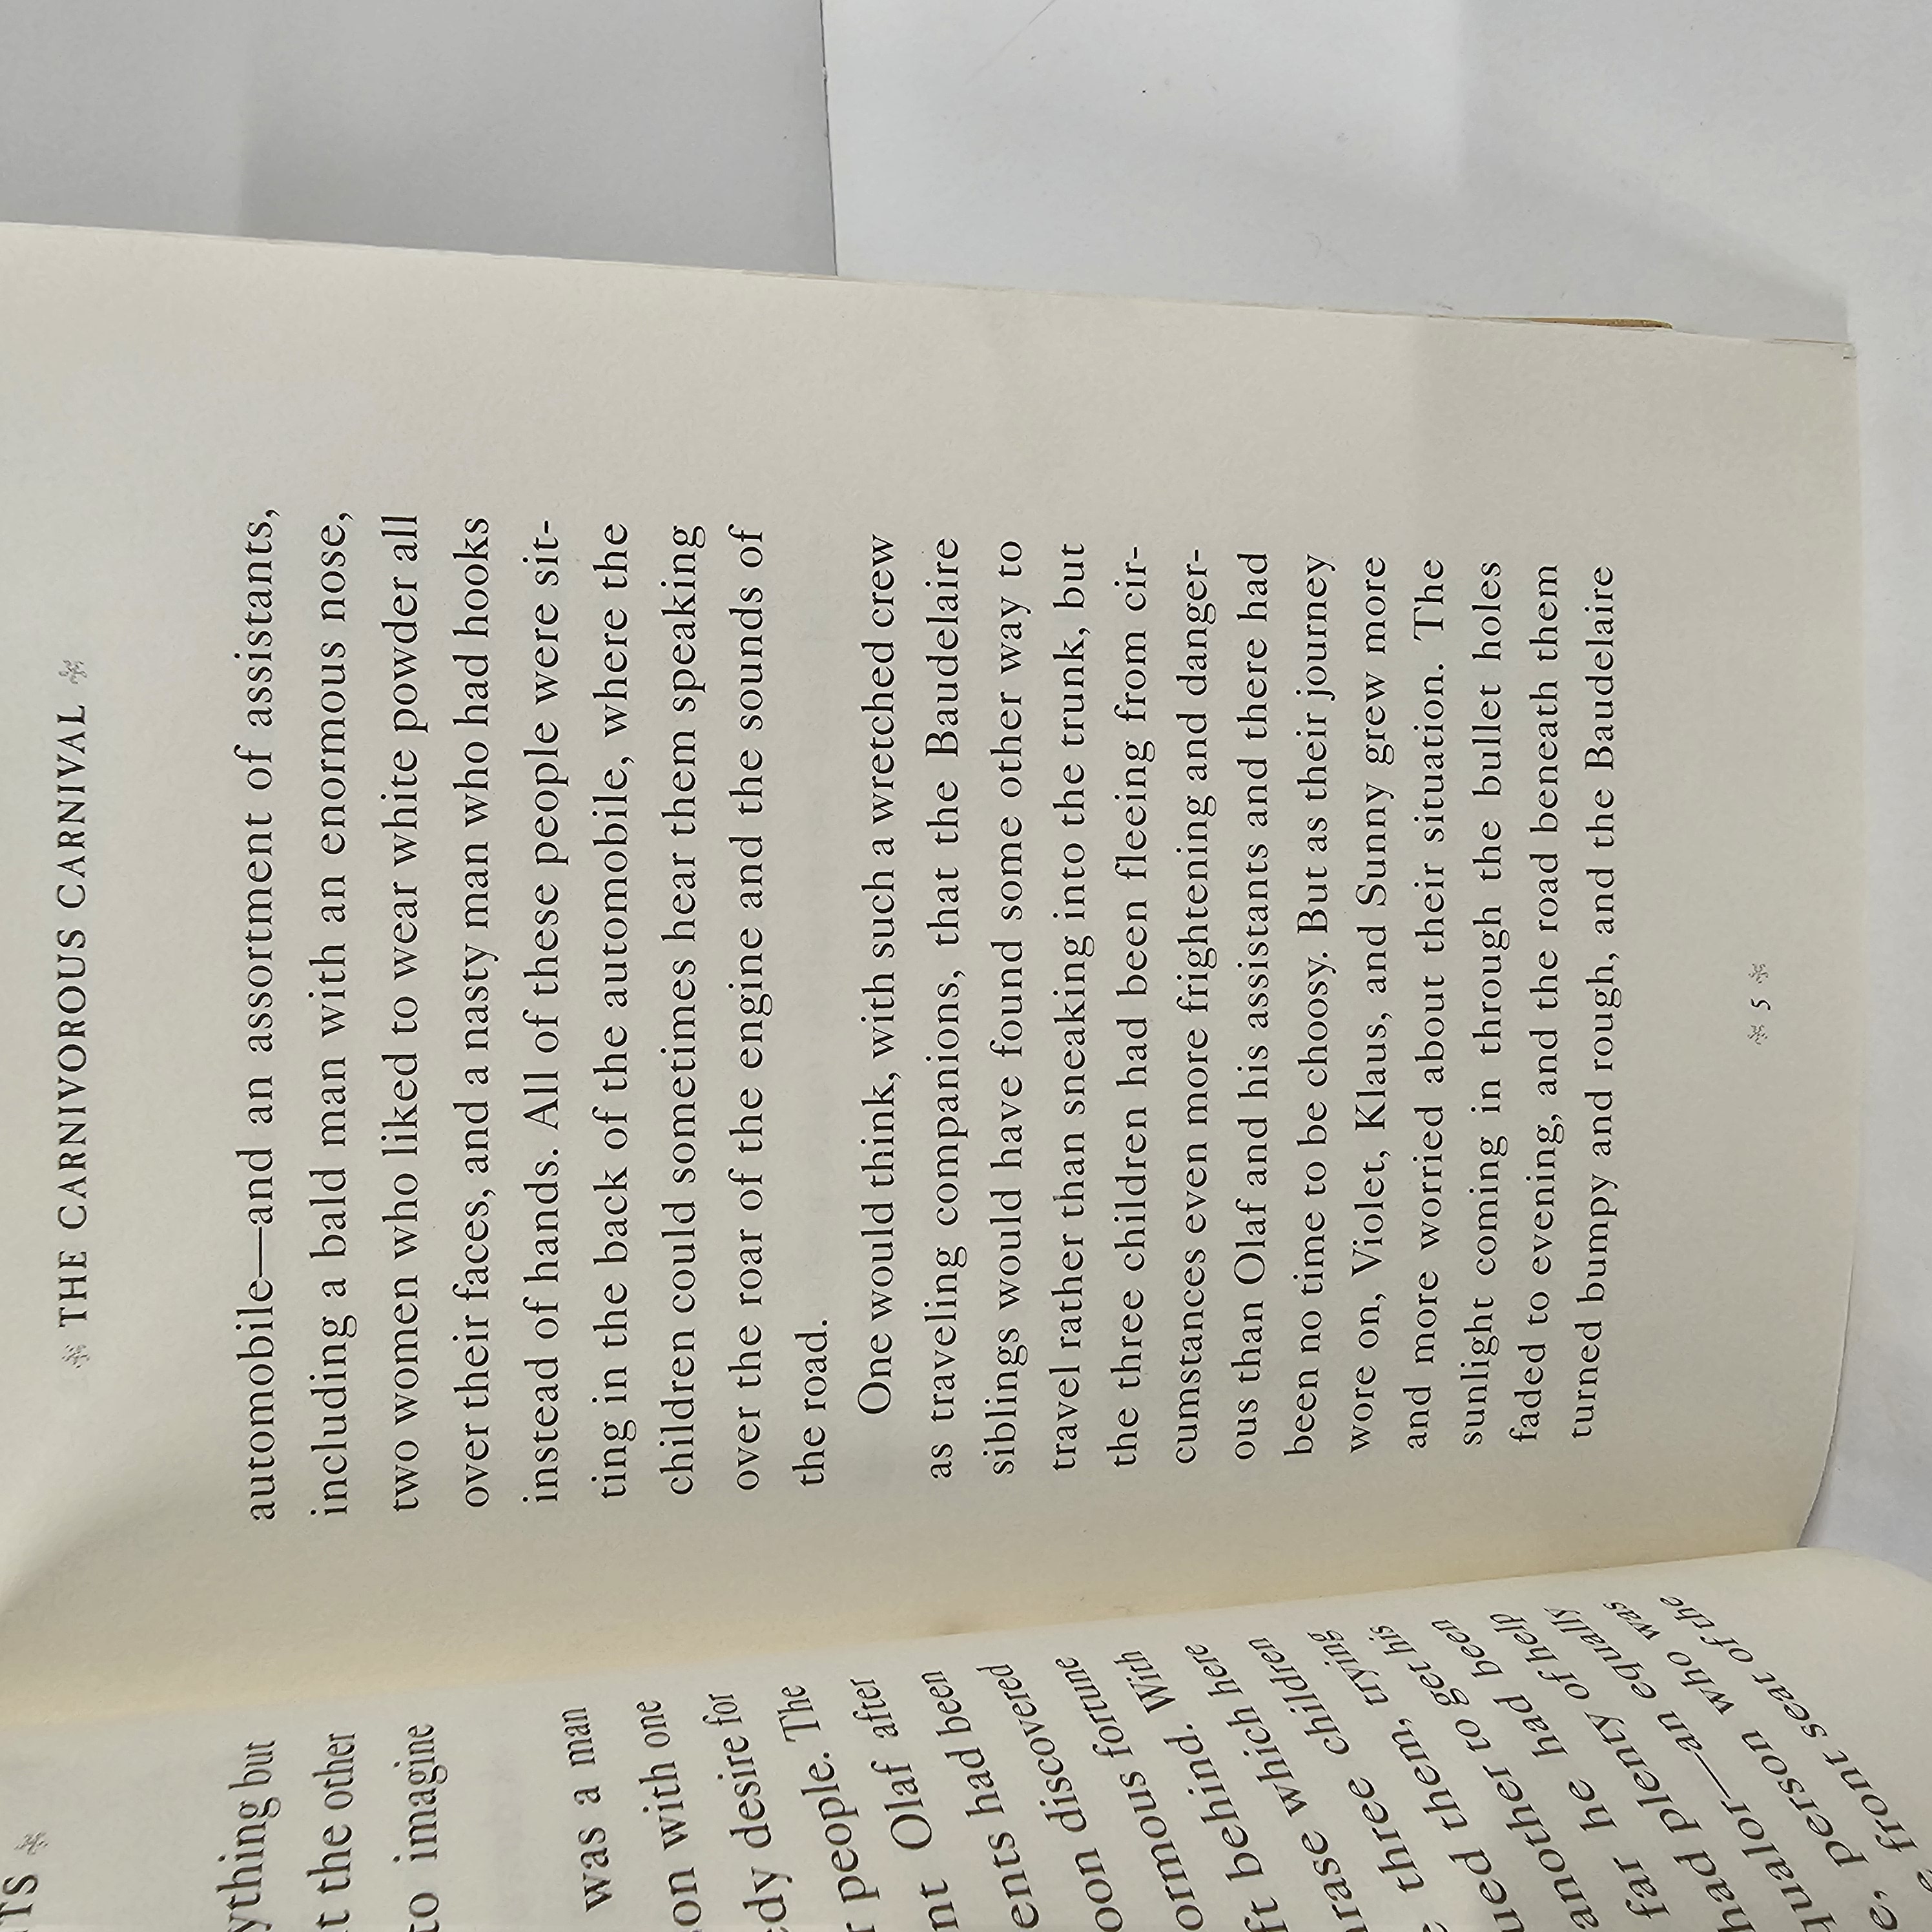 ything but
t the other
to imagine
was a man
on with one
edy desire for
r people. The
nt Olaf after
ents had been
oon discovered
ormous fortune
ft behind. With
hrase which here
e three children
ued them, trying
another to get his
far he had been
had plenty of help
qualor—an equally
e, person who was
e front seat of the
THE CARNIVOROUS CARNIVAL
automobile—and an assortment of assistants,
including a bald man with an enormous nose,
two women who liked to wear white powder all
over their faces, and a nasty man who had hooks
instead of hands. All of these people were sit-
ting in the back of the automobile, where the
children could sometimes hear them speaking
over the roar of the engine and the sounds of
the road.
One would think, with such a wretched crew
as traveling companions, that the Baudelaire
siblings would have found some other way to
travel rather than sneaking into the trunk, but
the three children had been fleeing from cir-
cumstances even more frightening and danger-
ous than Olaf and his assistants and there had
been no time to be choosy. But as their journey
wore on, Violet, Klaus, and Sunny grew more
and more worried about their situation. The
sunlight coming in through the bullet holes
faded to evening, and the road beneath them
turned bumpy and rough, and the Baudelaire
5